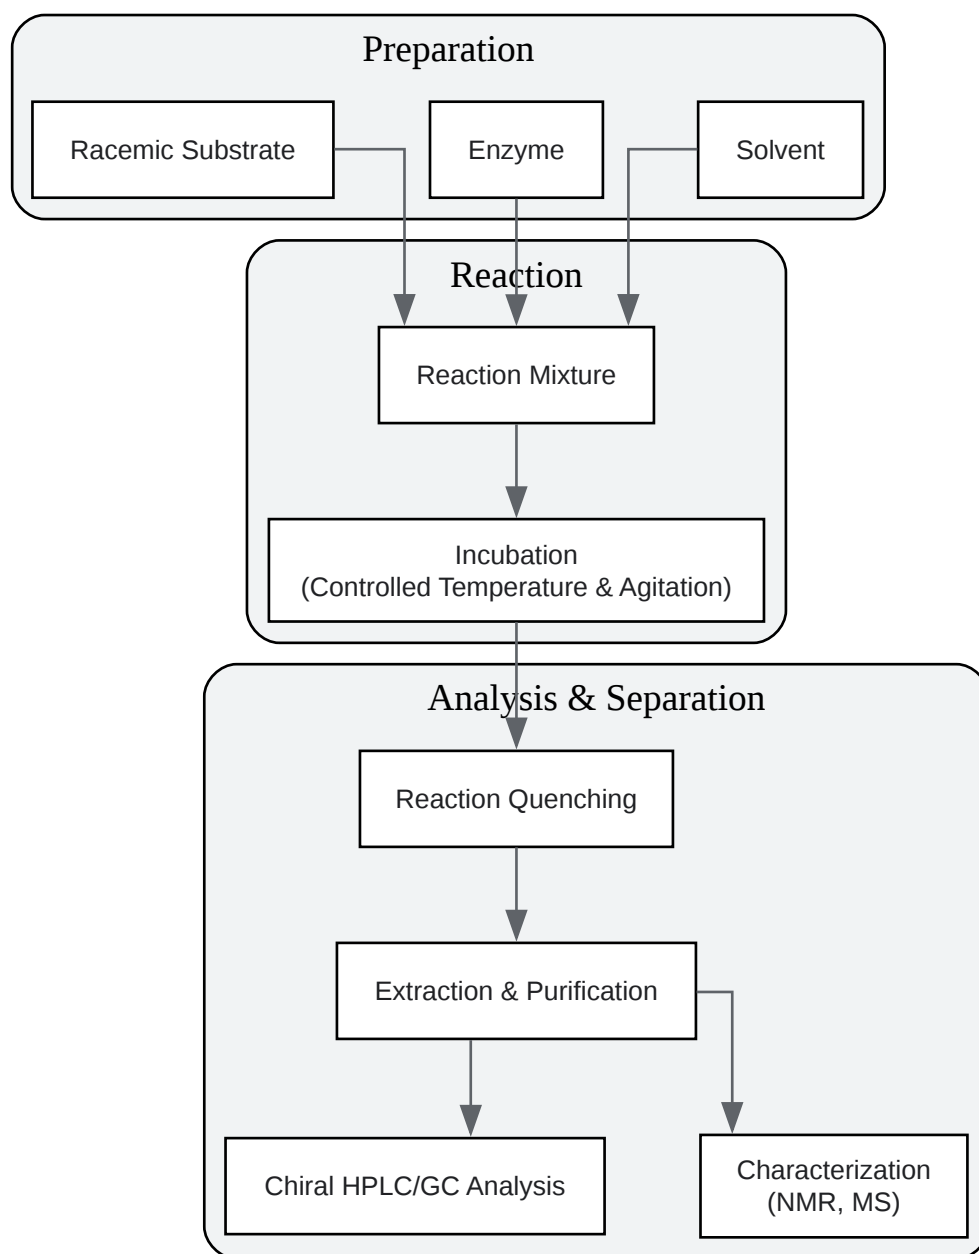 Preparation
Racemic Substrate
Enzyme
Solvent
Reaction
Reaction Mixture
Incubation
(Controlled Temperature & Agitation)
Analysis & Separation
Reaction Quenching
Extraction & Purification
Chiral HPLC/GC Analysis
Characterization
(NMR, MS)